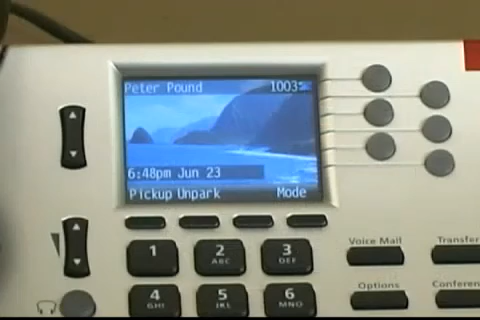 Peter Pound 1003
6:48pm Jun 23
Pickup Unpark Mode
1
2 ABC
3 DEF
Voice Mail
Transfer
4 GHI
5 JKL
6 MNO
Options
Conferen